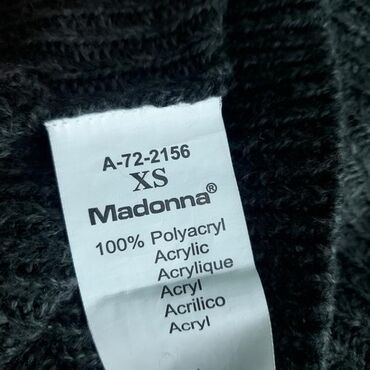 A-72-2156
XS
Madonna®
100% Polyacryl
Acrylic
Acrylique
Acryl
Acrilico
Acryl